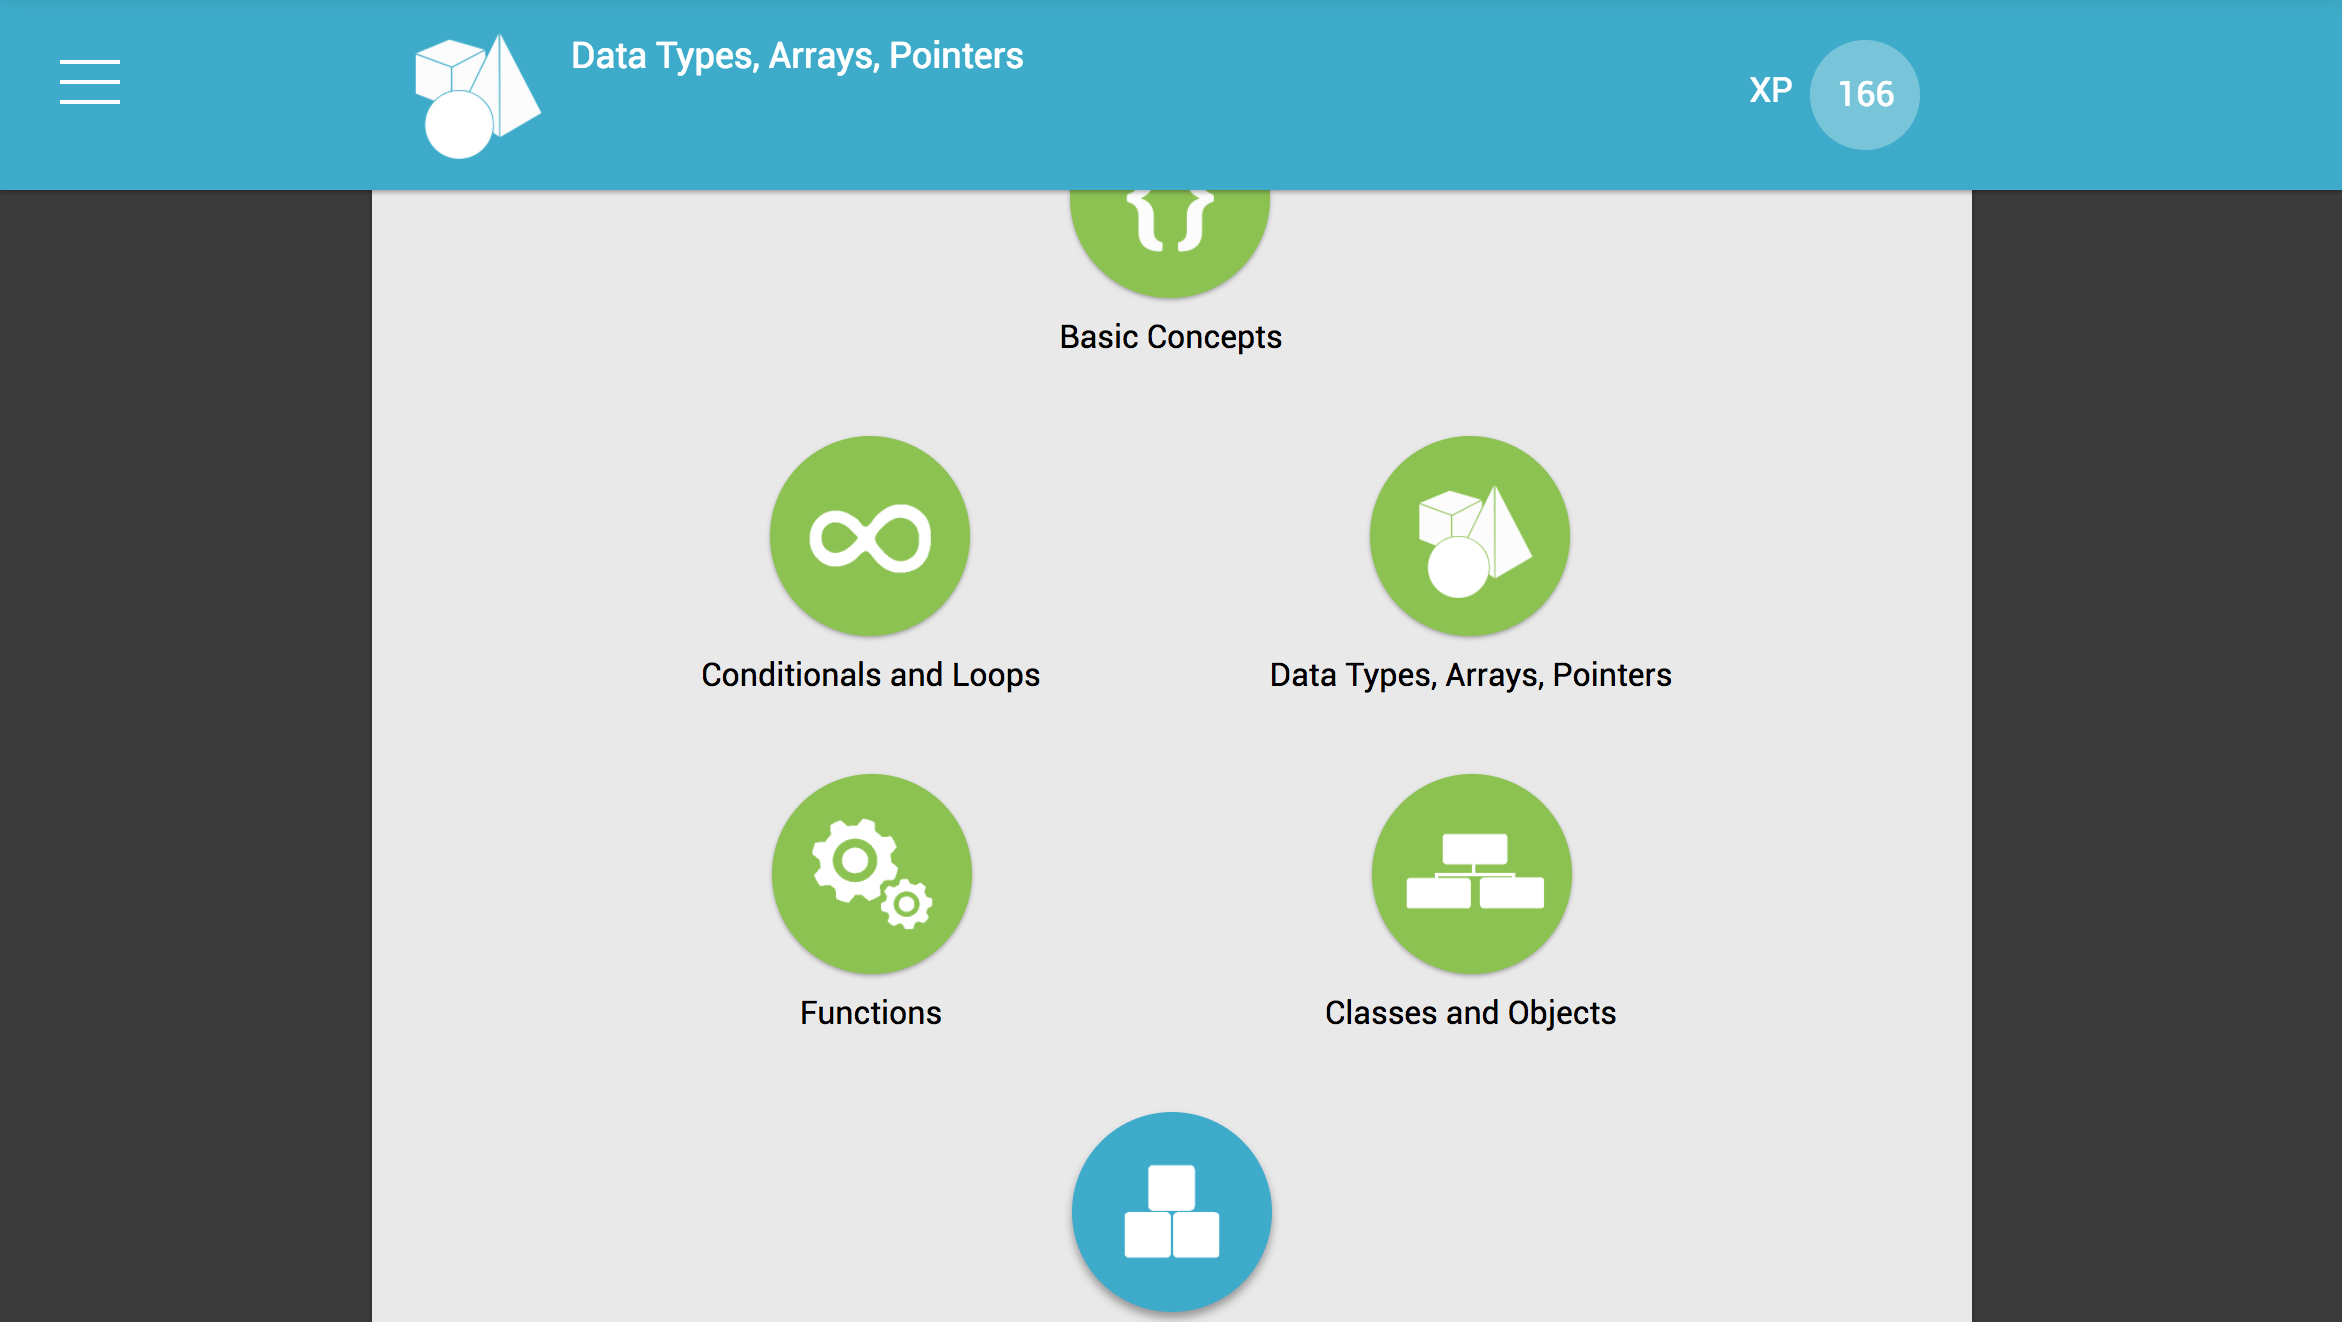 Data Types, Arrays, Pointers
XP 166
{}
Basic Concepts
Conditionals and Loops
Data Types, Arrays, Pointers
Functions
Classes and Objects